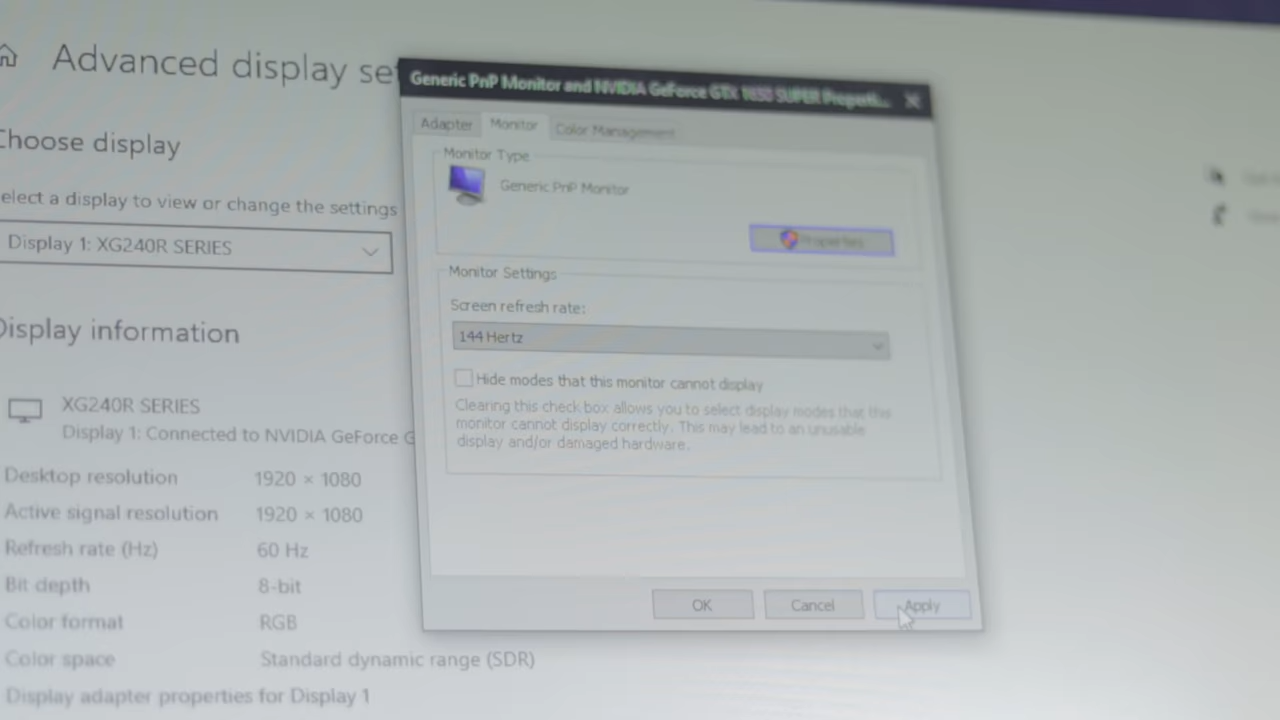 Advanced display se
Choose display
elect a display to view or change the settings
Display 1: XG240R SERIES
Display information
XG240R SERIES
Display 1: Connected to NVIDIA GeForce G
Desktop resolution 1920 × 1080
Active signal resolution 1920 × 1080
Refresh rate (Hz) 60 Hz
Bit depth 8-bit
Color format RGB
Color space Standard dynamic range (SDR)
Display adapter properties for Display 1
Generic PnP Monitor and NVIDIA GeForce GTX 1650 SUPER Properti...
Adapter Monitor Color Management
Monitor Type
Generic PnP Monitor
Properties
Monitor Settings
Screen refresh rate:
144 Hertz
Hide modes that this monitor cannot display
Clearing this check box allows you to select display modes that this
monitor cannot display correctly. This may lead to an unusable
display and/or damaged hardware.
OK Cancel Apply